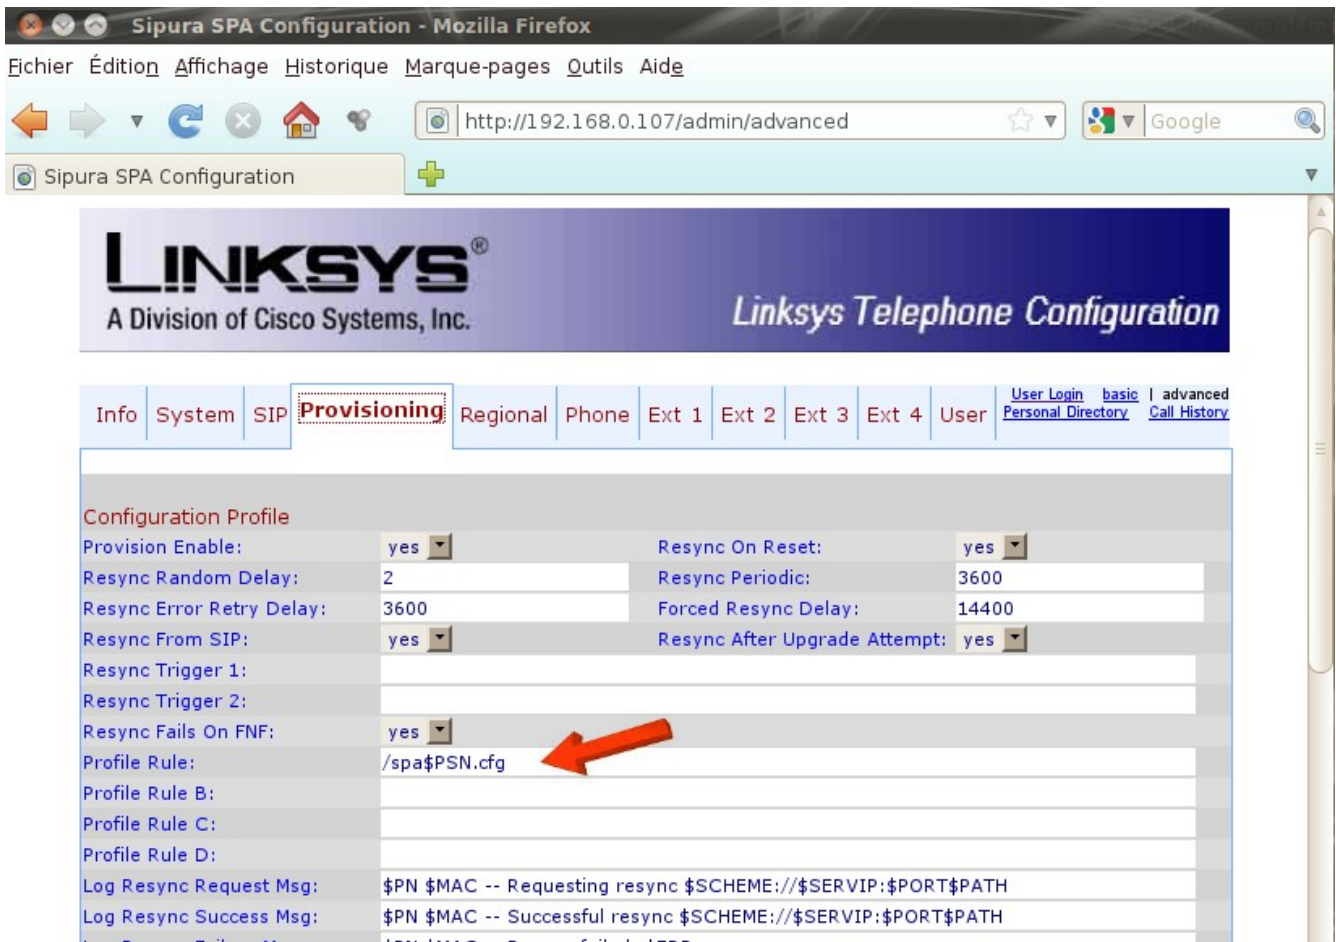 Sipura SPA Configuration - Mozilla Firefox
Fichier Édition Affichage Historique Marque-pages Outils Aide
http://192.168.0.107/admin/advanced Google
Sipura SPA Configuration
LINKSYS®
A Division of Cisco Systems, Inc.
Linksys Telephone Configuration
Info System SIP Provisioning Regional Phone Ext 1 Ext 2 Ext 3 Ext 4 User
User Login basic | advanced
Personal Directory Call History
Configuration Profile
Provision Enable: yes Resync On Reset: yes
Resync Random Delay: 2 Resync Periodic: 3600
Resync Error Retry Delay: 3600 Forced Resync Delay: 14400
Resync From SIP: yes Resync After Upgrade Attempt: yes
Resync Trigger 1:
Resync Trigger 2:
Resync Fails On FNF: yes
Profile Rule: /spa$PSN.cfg
Profile Rule B:
Profile Rule C:
Profile Rule D:
Log Resync Request Msg: $PN $MAC -- Requesting resync $SCHEME://$SERVIP:$PORT$PATH
Log Resync Success Msg: $PN $MAC -- Successful resync $SCHEME://$SERVIP:$PORT$PATH